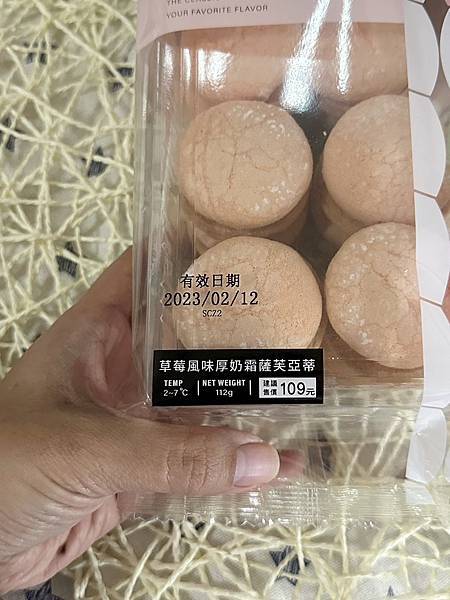 THE CLASSIC
YOUR FAVORITE FLAVOR
有效日期
2023/02/12
SCZ2
草莓風味厚奶霜薩芙亞蒂
TEMP
2~7℃
NET WEIGHT
112g
建議
售價
109元